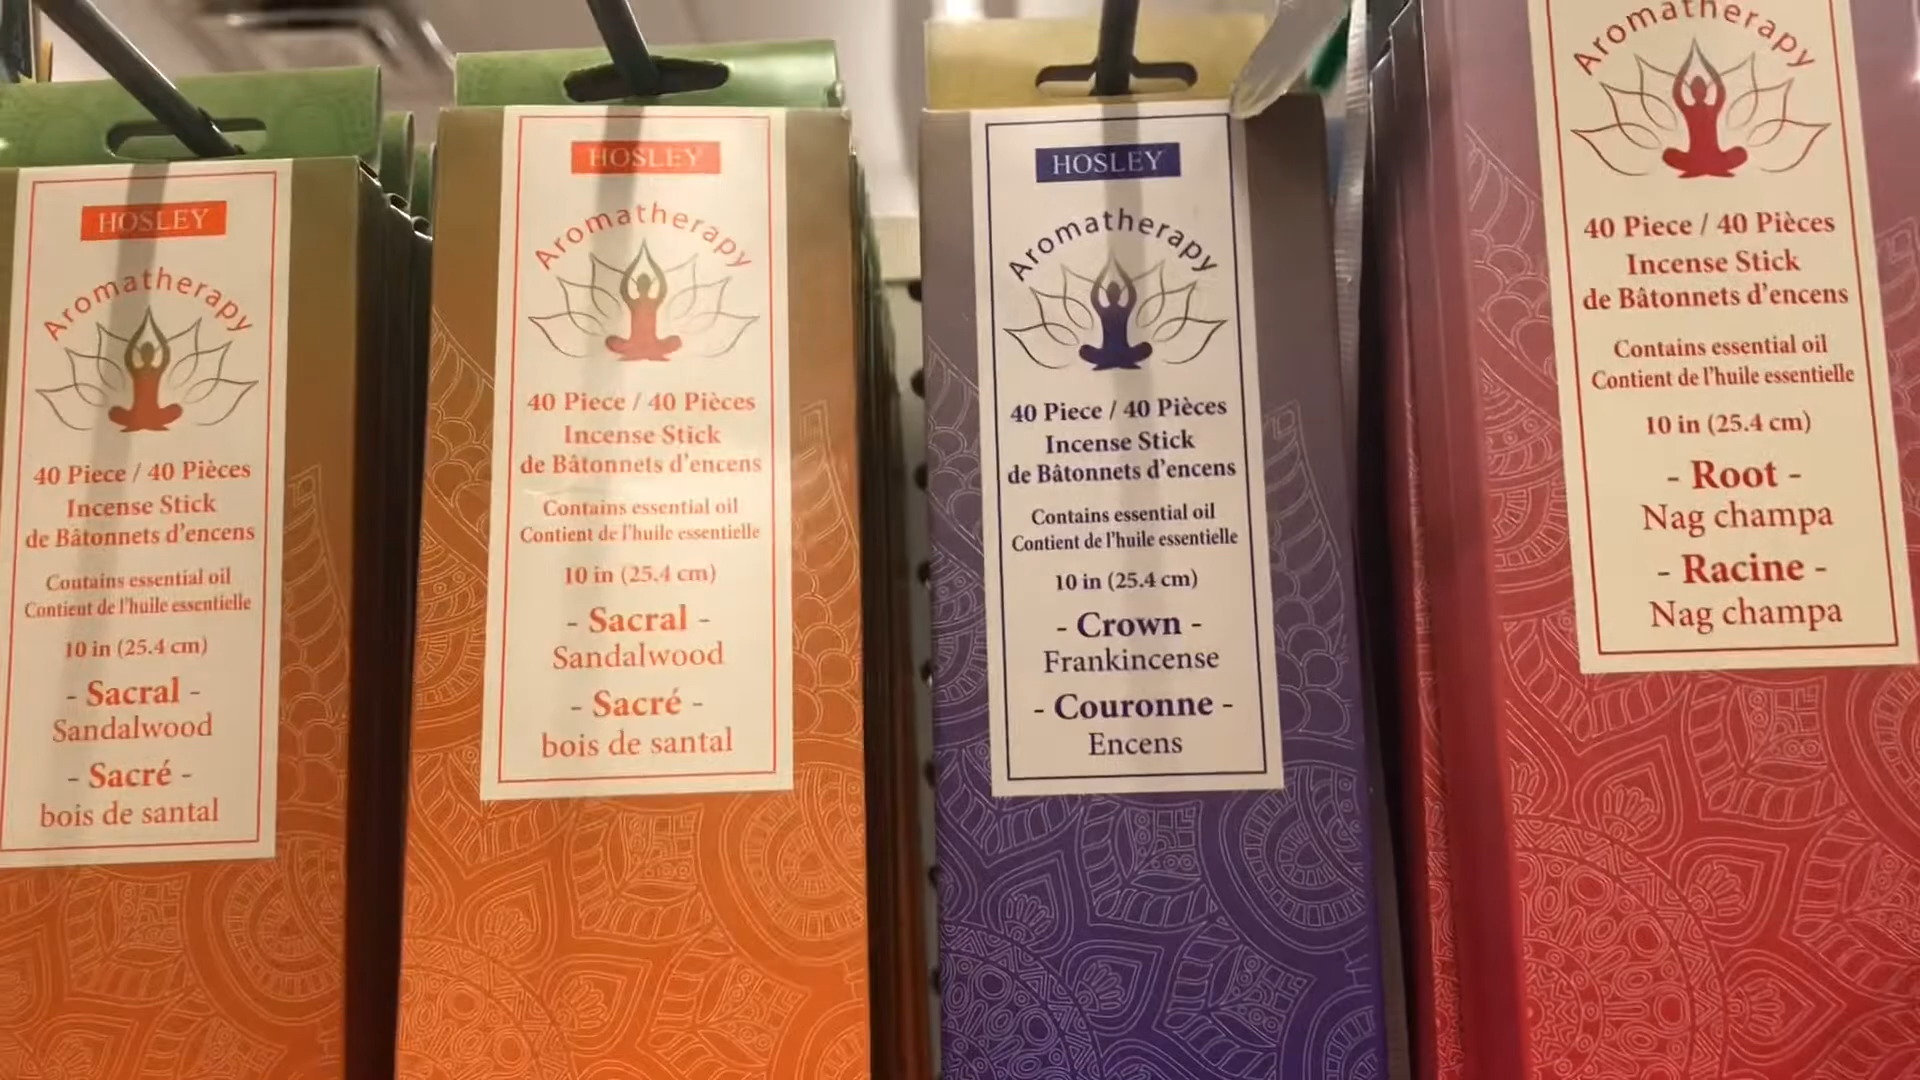 HOSLEY
Aromatherapy
40 Piece / 40 Pièces
Incense Stick
de Bâtonnets d'encens
Contains essential oil
Contient de l'huile essentielle
10 in (25.4 cm)
- Sacral -
Sandalwood
- Sacré -
bois de santal
HOSLEY
Aromatherapy
40 Piece / 40 Pièces
Incense Stick
de Bâtonnets d'encens
Contains essential oil
Contient de l'huile essentielle
10 in (25.4 cm)
- Sacral -
Sandalwood
- Sacré -
bois de santal
HOSLEY
Aromatherapy
40 Piece / 40 Pièces
Incense Stick
de Bâtonnets d'encens
Contains essential oil
Contient de l'huile essentielle
10 in (25.4 cm)
- Crown -
Frankincense
- Couronne -
Encens
Aromatherapy
40 Piece / 40 Pièces
Incense Stick
de Bâtonnets d'encens
Contains essential oil
Contient de l'huile essentielle
10 in (25.4 cm)
- Root -
Nag champa
- Racine -
Nag champa